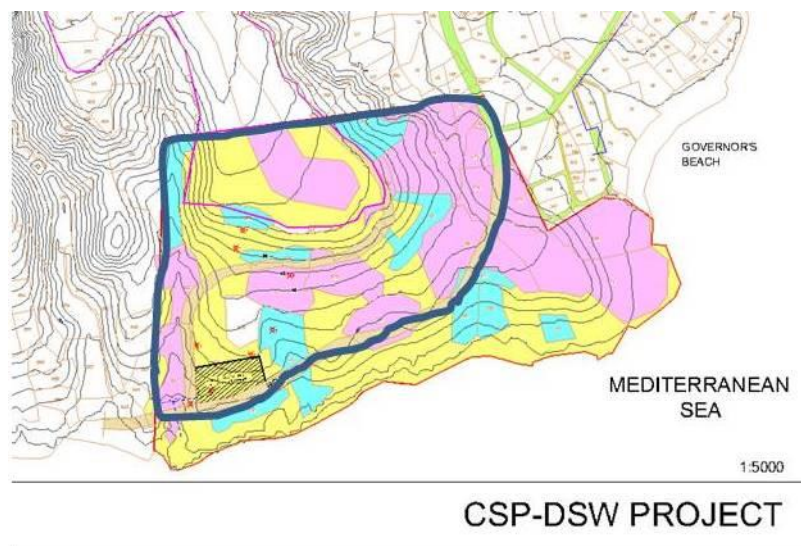 GOVERNOR'S
BEACH
MEDITERRANEAN
SEA
1:5000
CSP-DSW PROJECT